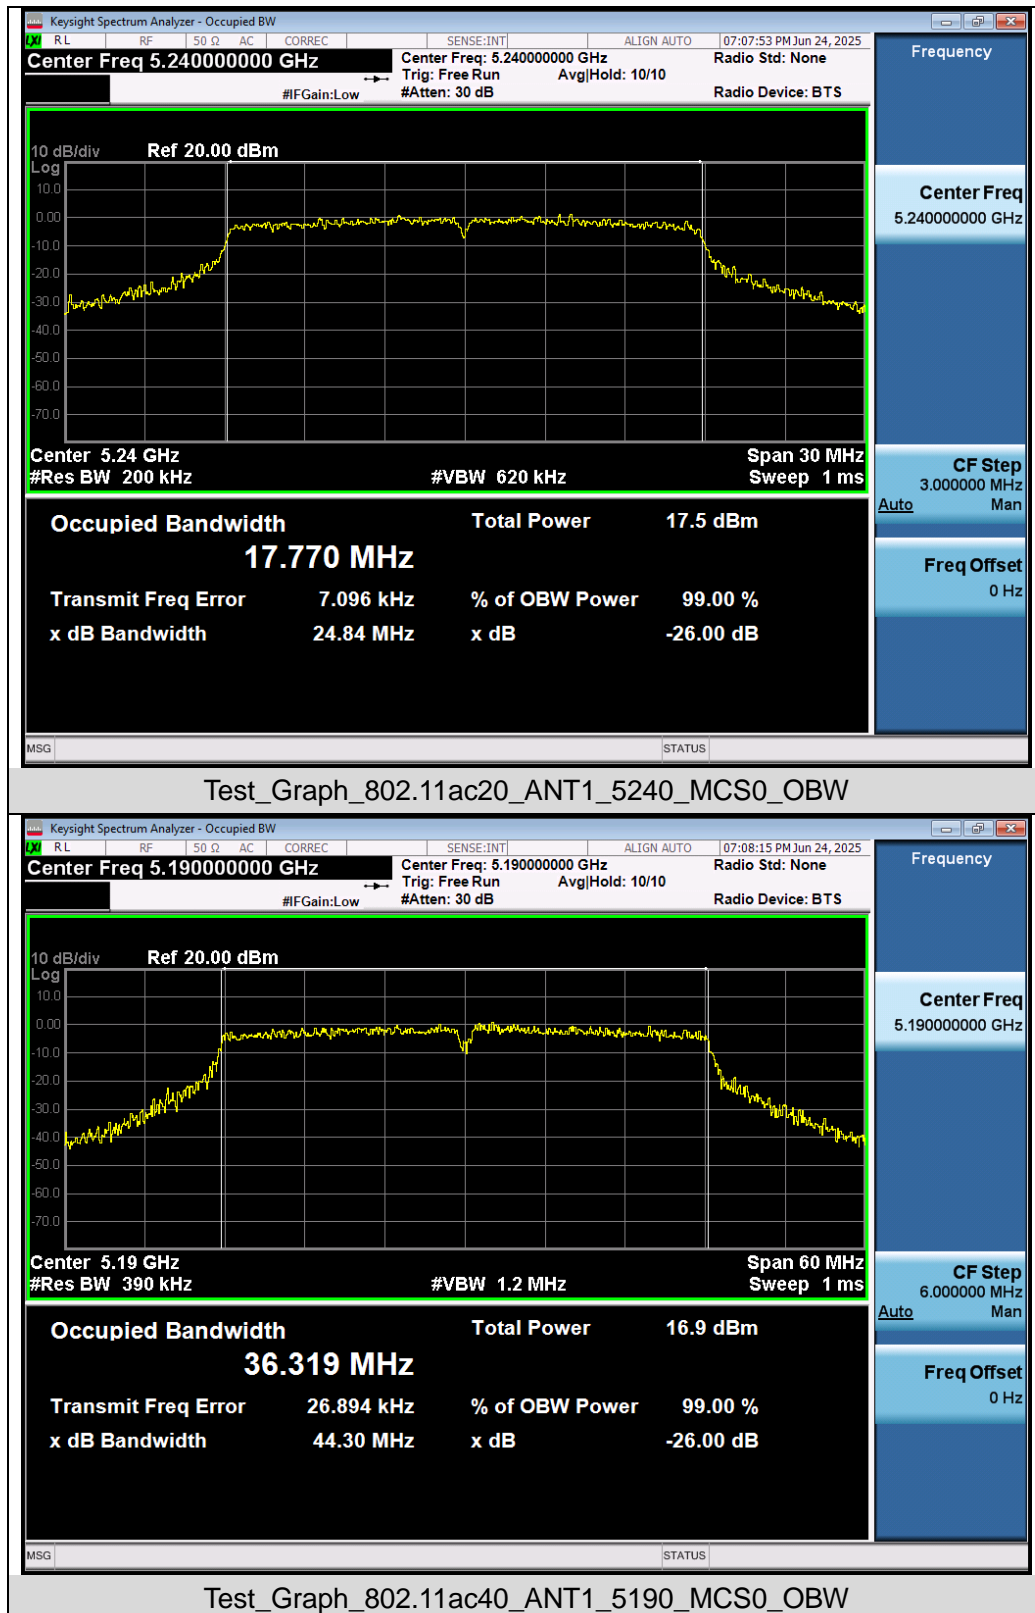 Keysight Spectrum Analyzer - Occupied BW
LXI RL RF 50 Ω AC CORREC SENSE:INT ALIGN AUTO 07:07:53 PM Jun 24, 2025
Center Freq 5.240000000 GHz
Center Freq: 5.240000000 GHz
Radio Std: None
Trig: Free Run Avg|Hold: 10/10
#IFGain:Low
#Atten: 30 dB
Radio Device: BTS
Frequency
10 dB/div Ref 20.00 dBm
Log
10.0
0.00
-10.0
-20.0
-30.0
-40.0
-50.0
-60.0
-70.0
Center 5.24 GHz Span 30 MHz
#Res BW 200 kHz #VBW 620 kHz Sweep 1 ms
Center Freq
5.240000000 GHz
CF Step
3.000000 MHz
Auto Man
Freq Offset
0 Hz
Occupied Bandwidth Total Power 17.5 dBm
17.770 MHz
Transmit Freq Error 7.096 kHz % of OBW Power 99.00 %
x dB Bandwidth 24.84 MHz x dB -26.00 dB
MSG STATUS
Test_Graph_802.11ac20_ANT1_5240_MCS0_OBW
Keysight Spectrum Analyzer - Occupied BW
LXI RL RF 50 Ω AC CORREC SENSE:INT ALIGN AUTO 07:08:15 PM Jun 24, 2025
Center Freq 5.190000000 GHz
Center Freq: 5.190000000 GHz
Radio Std: None
Trig: Free Run Avg|Hold: 10/10
#IFGain:Low
#Atten: 30 dB
Radio Device: BTS
Frequency
10 dB/div Ref 20.00 dBm
Log
10.0
0.00
-10.0
-20.0
-30.0
-40.0
-50.0
-60.0
-70.0
Center 5.19 GHz Span 60 MHz
#Res BW 390 kHz #VBW 1.2 MHz Sweep 1 ms
Center Freq
5.190000000 GHz
CF Step
6.000000 MHz
Auto Man
Freq Offset
0 Hz
Occupied Bandwidth Total Power 16.9 dBm
36.319 MHz
Transmit Freq Error 26.894 kHz % of OBW Power 99.00 %
x dB Bandwidth 44.30 MHz x dB -26.00 dB
MSG STATUS
Test_Graph_802.11ac40_ANT1_5190_MCS0_OBW